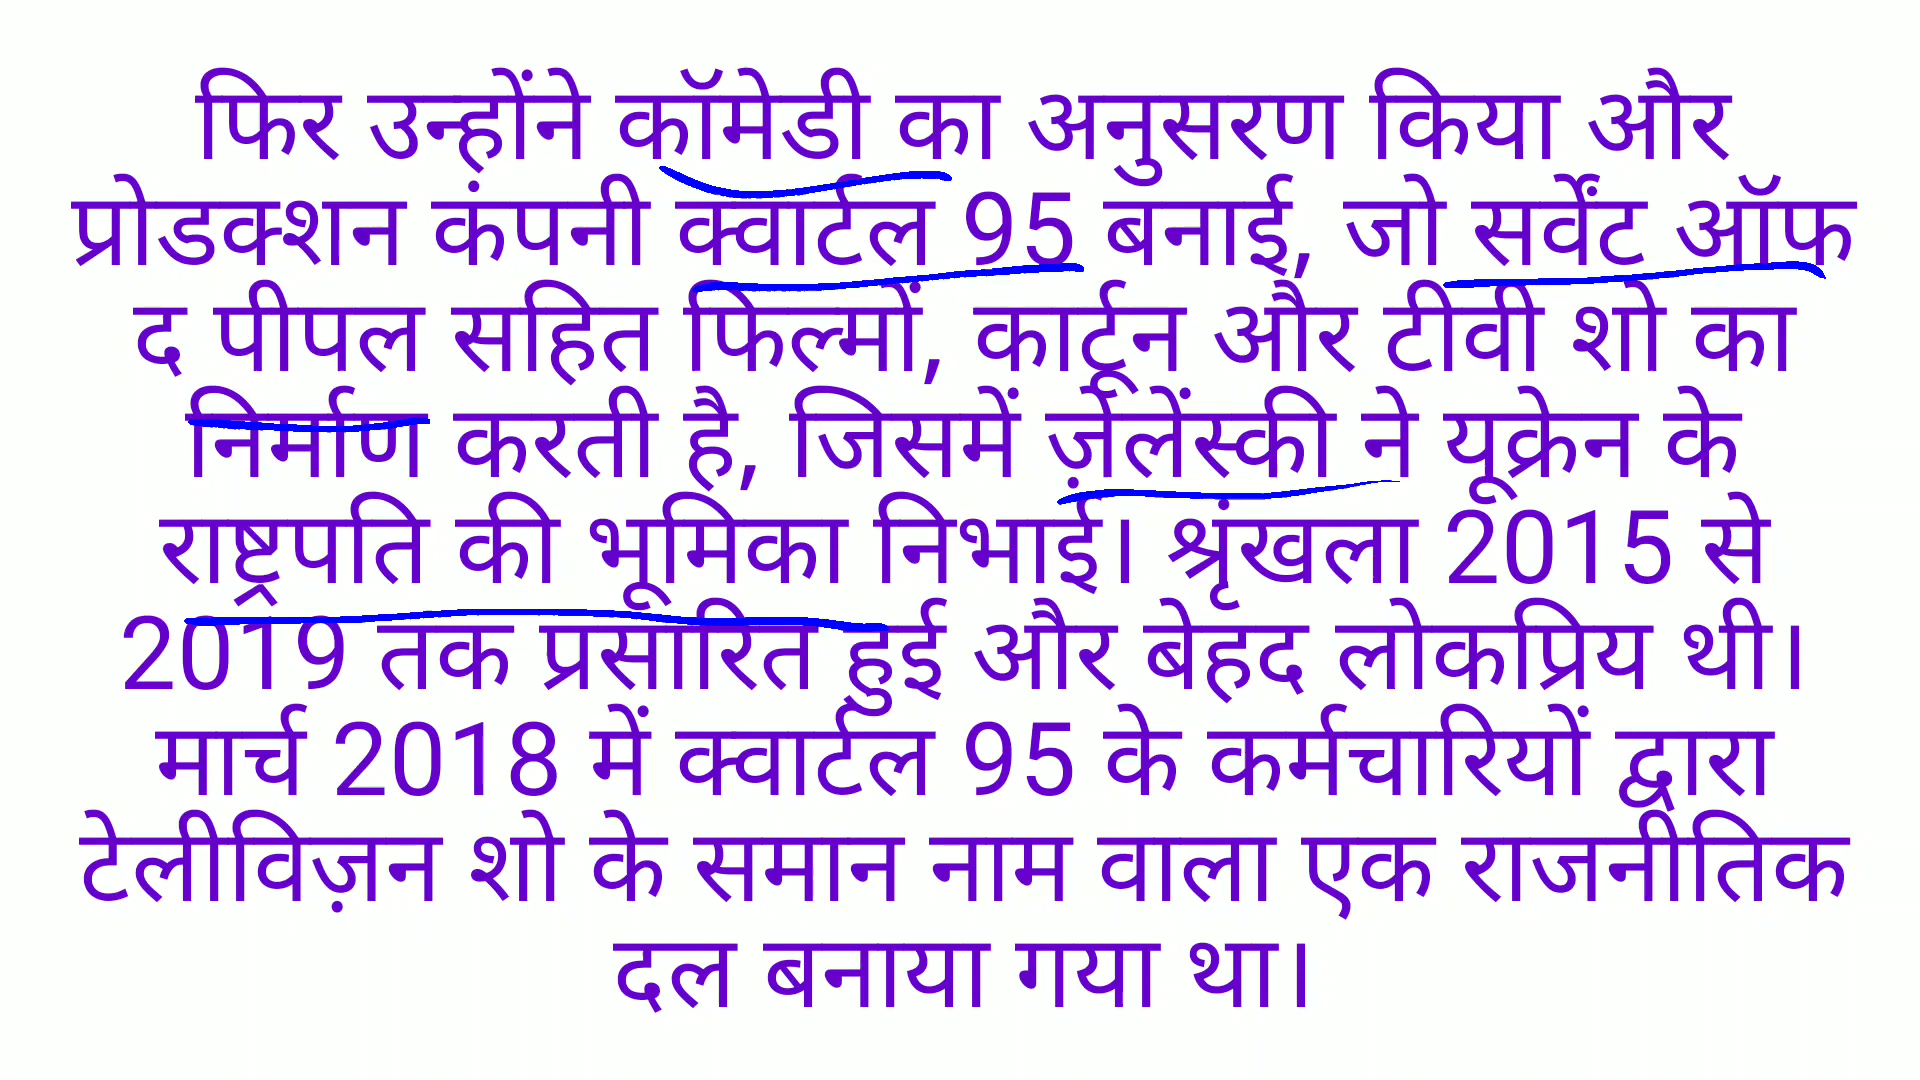 फिर उन्होंने कॉमेडी का अनुसरण किया और
प्रोडक्शन कंपनी क्वार्टल 95 बनाई, जो सर्वेंट ऑफ
द पीपल सहित फिल्मों, कार्टून और टीवी शो का
निर्माण करती है, जिसमें ज़ेलेंस्की ने यूक्रेन के
राष्ट्रपति की भूमिका निभाई। श्रृंखला 2015 से
2019 तक प्रसारित हुई और बेहद लोकप्रिय थी।
मार्च 2018 में क्वार्टल 95 के कर्मचारियों द्वारा
टेलीविज़न शो के समान नाम वाला एक राजनीतिक
दल बनाया गया था।